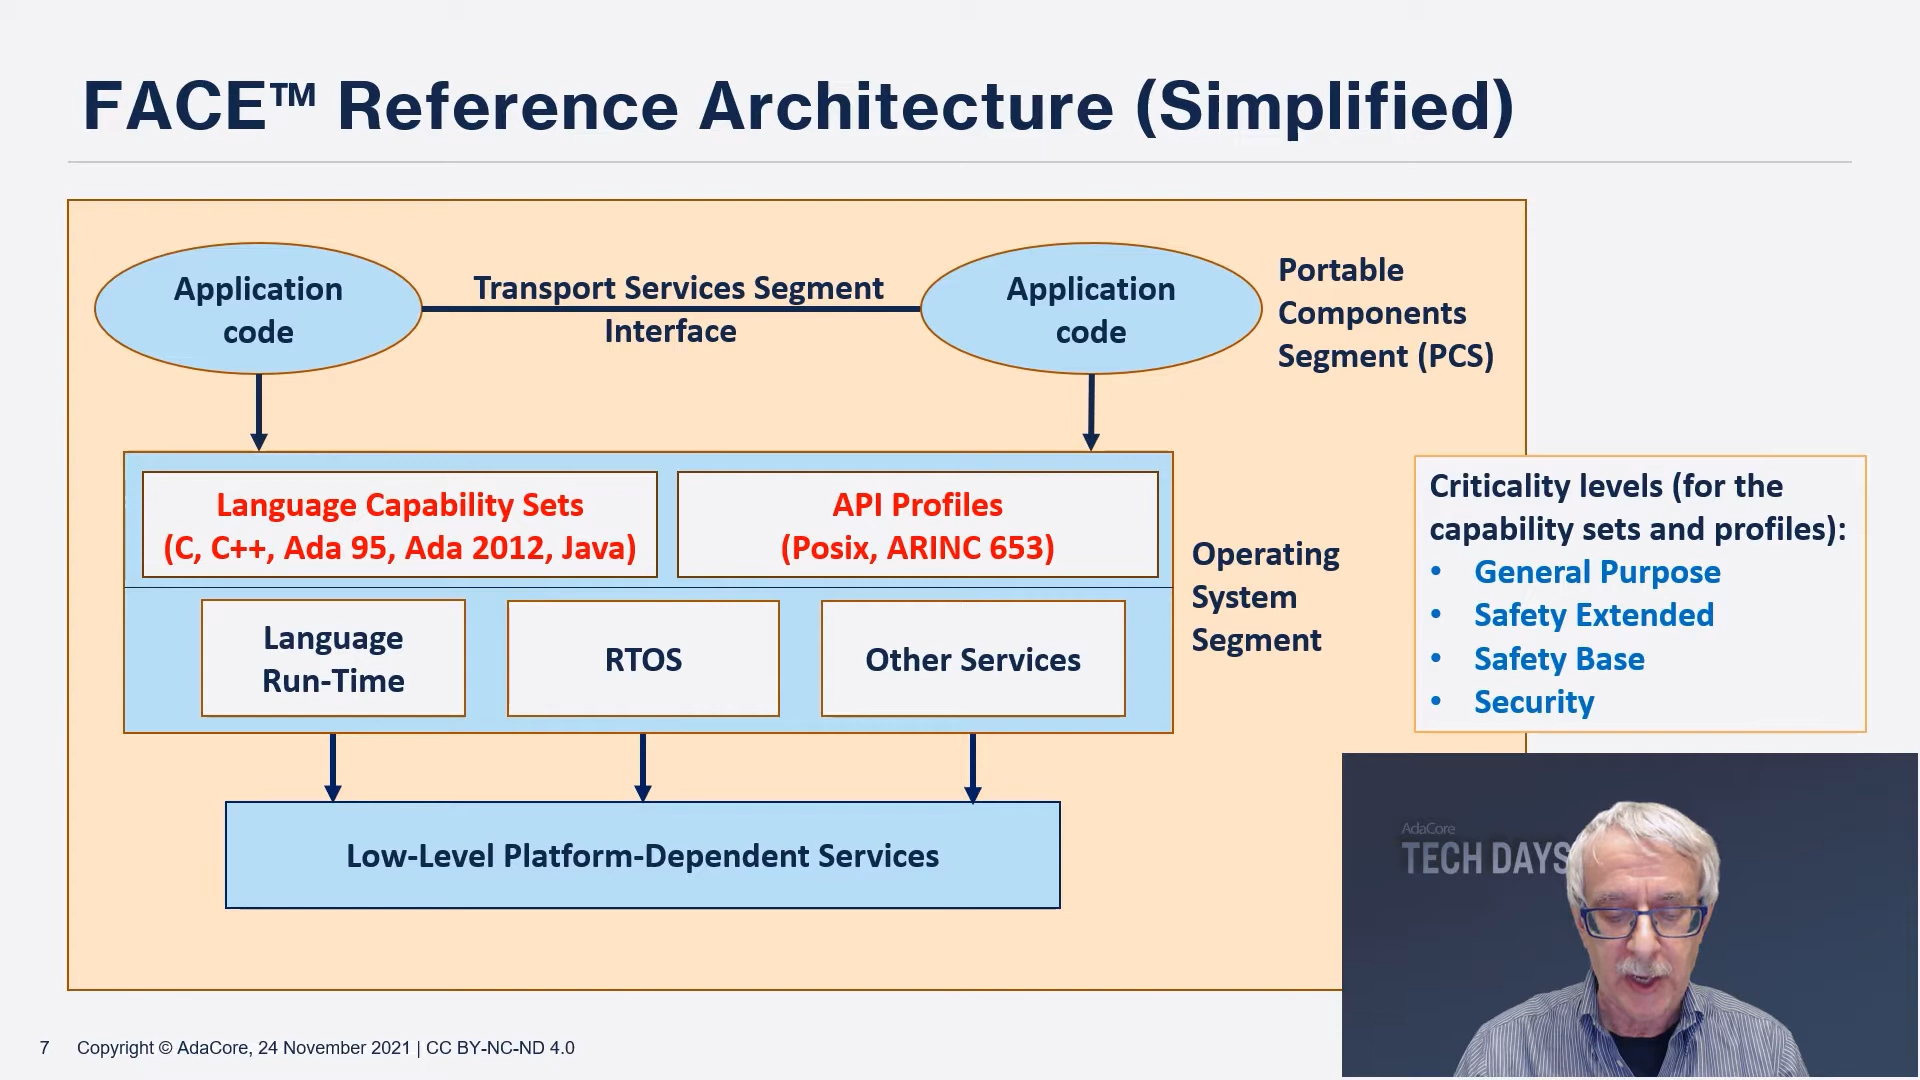 FACE™ Reference Architecture (Simplified)
Application
code
Transport Services Segment
Interface
Application
code
Portable
Components
Segment (PCS)
Language Capability Sets
(C, C++, Ada 95, Ada 2012, Java)
API Profiles
(Posix, ARINC 653)
Operating
System
Segment
Criticality levels (for the
capability sets and profiles):
• General Purpose
• Safety Extended
• Safety Base
• Security
Language
Run-Time
RTOS
Other Services
Low-Level Platform-Dependent Services
AdaCore
TECH DAYS
7 Copyright © AdaCore, 24 November 2021 | CC BY-NC-ND 4.0